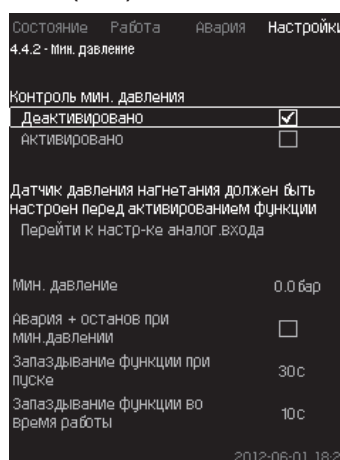 Состояние Работа Авария Настройки
4.4.2 - Мин. давление
Контроль мин. давления
Деактивировано
Активировано
Датчик давления нагнетания должен быть
настроен перед активированием функции
Перейти к настр-ке аналог.входа
Мин. давление 0.0 бар
Авария + останов при
мин.давлении
Запаздывание функции при
пуске 30с
Запаздывание функции во
время работы 10с
2012-06-01 18:2